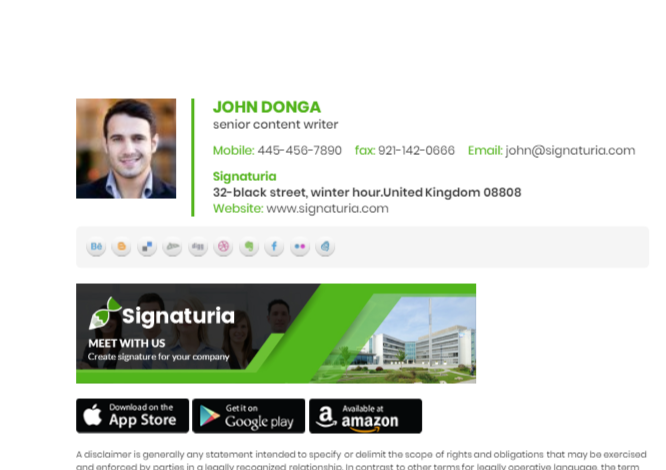 JOHN DONGA
senior content writer
Mobile: 445-456-7890 fax: 921-142-0666 Email: john@signaturia.com
Signaturia
32-black street, winter hour.United Kingdom 08808
Website: www.signaturia.com
Bē
digg
Signaturia
MEET WITH US
Create signature for your company
Download on the
App Store
Get it on
Google play
Available at
amazon
A disclaimer is generally any statement intended to specify or delimit the scope of rights and obligations that may be exercised
and enforced by parties in a legally recognized relationship. In contrast to other terms for legally operative language, the term